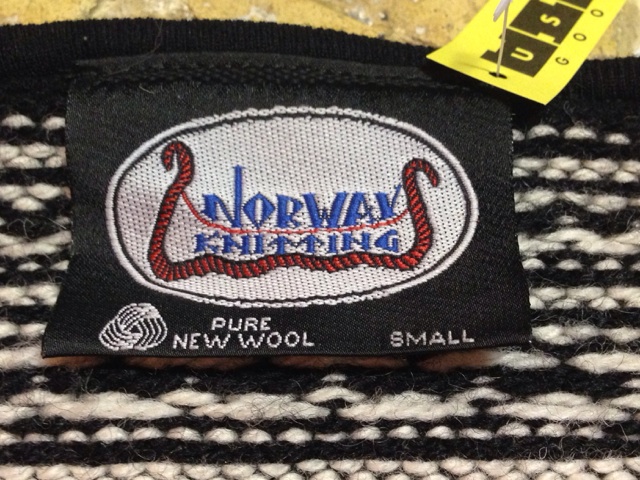 NORWAY
KNITTING
PURE
NEW WOOL
SMALL